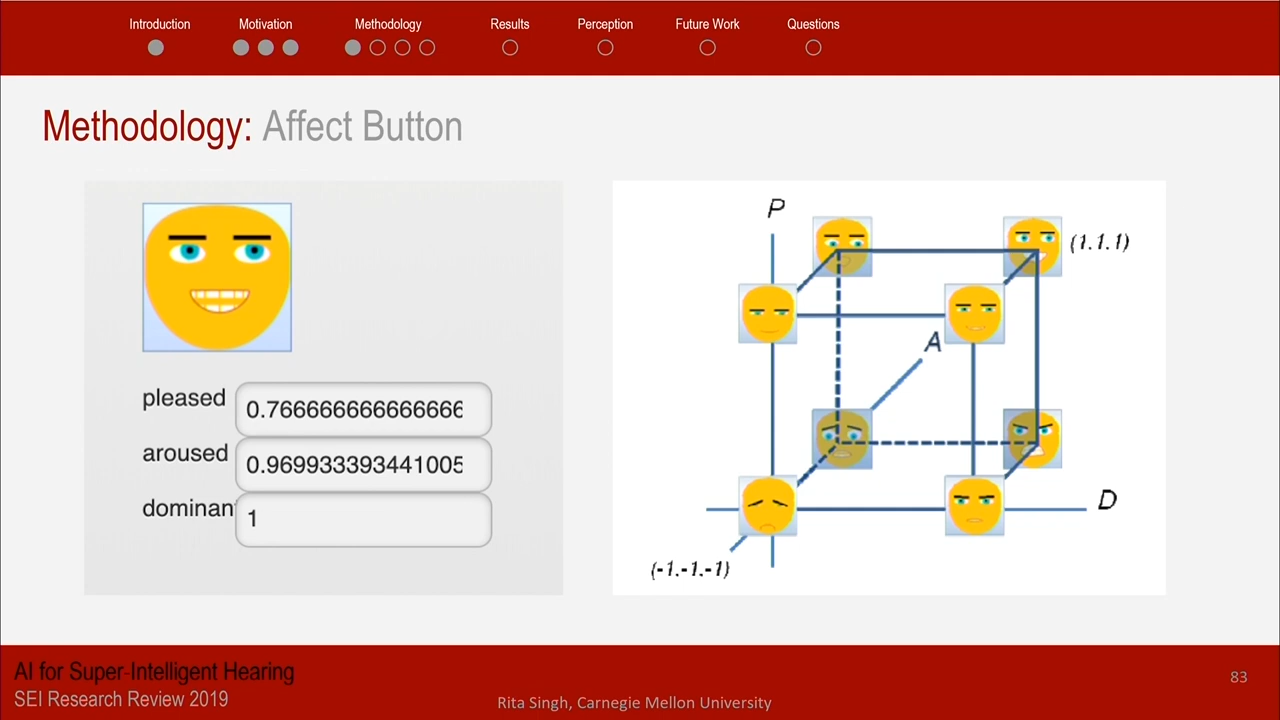 Introduction Motivation Methodology Results Perception Future Work Questions
Methodology: Affect Button
pleased 0.7666666666666666
aroused 0.969933393441005
dominant 1
P
(1.1.1)
A
D
(-1.-1.-1)
AI for Super-Intelligent Hearing
SEI Research Review 2019
Rita Singh, Carnegie Mellon University
83